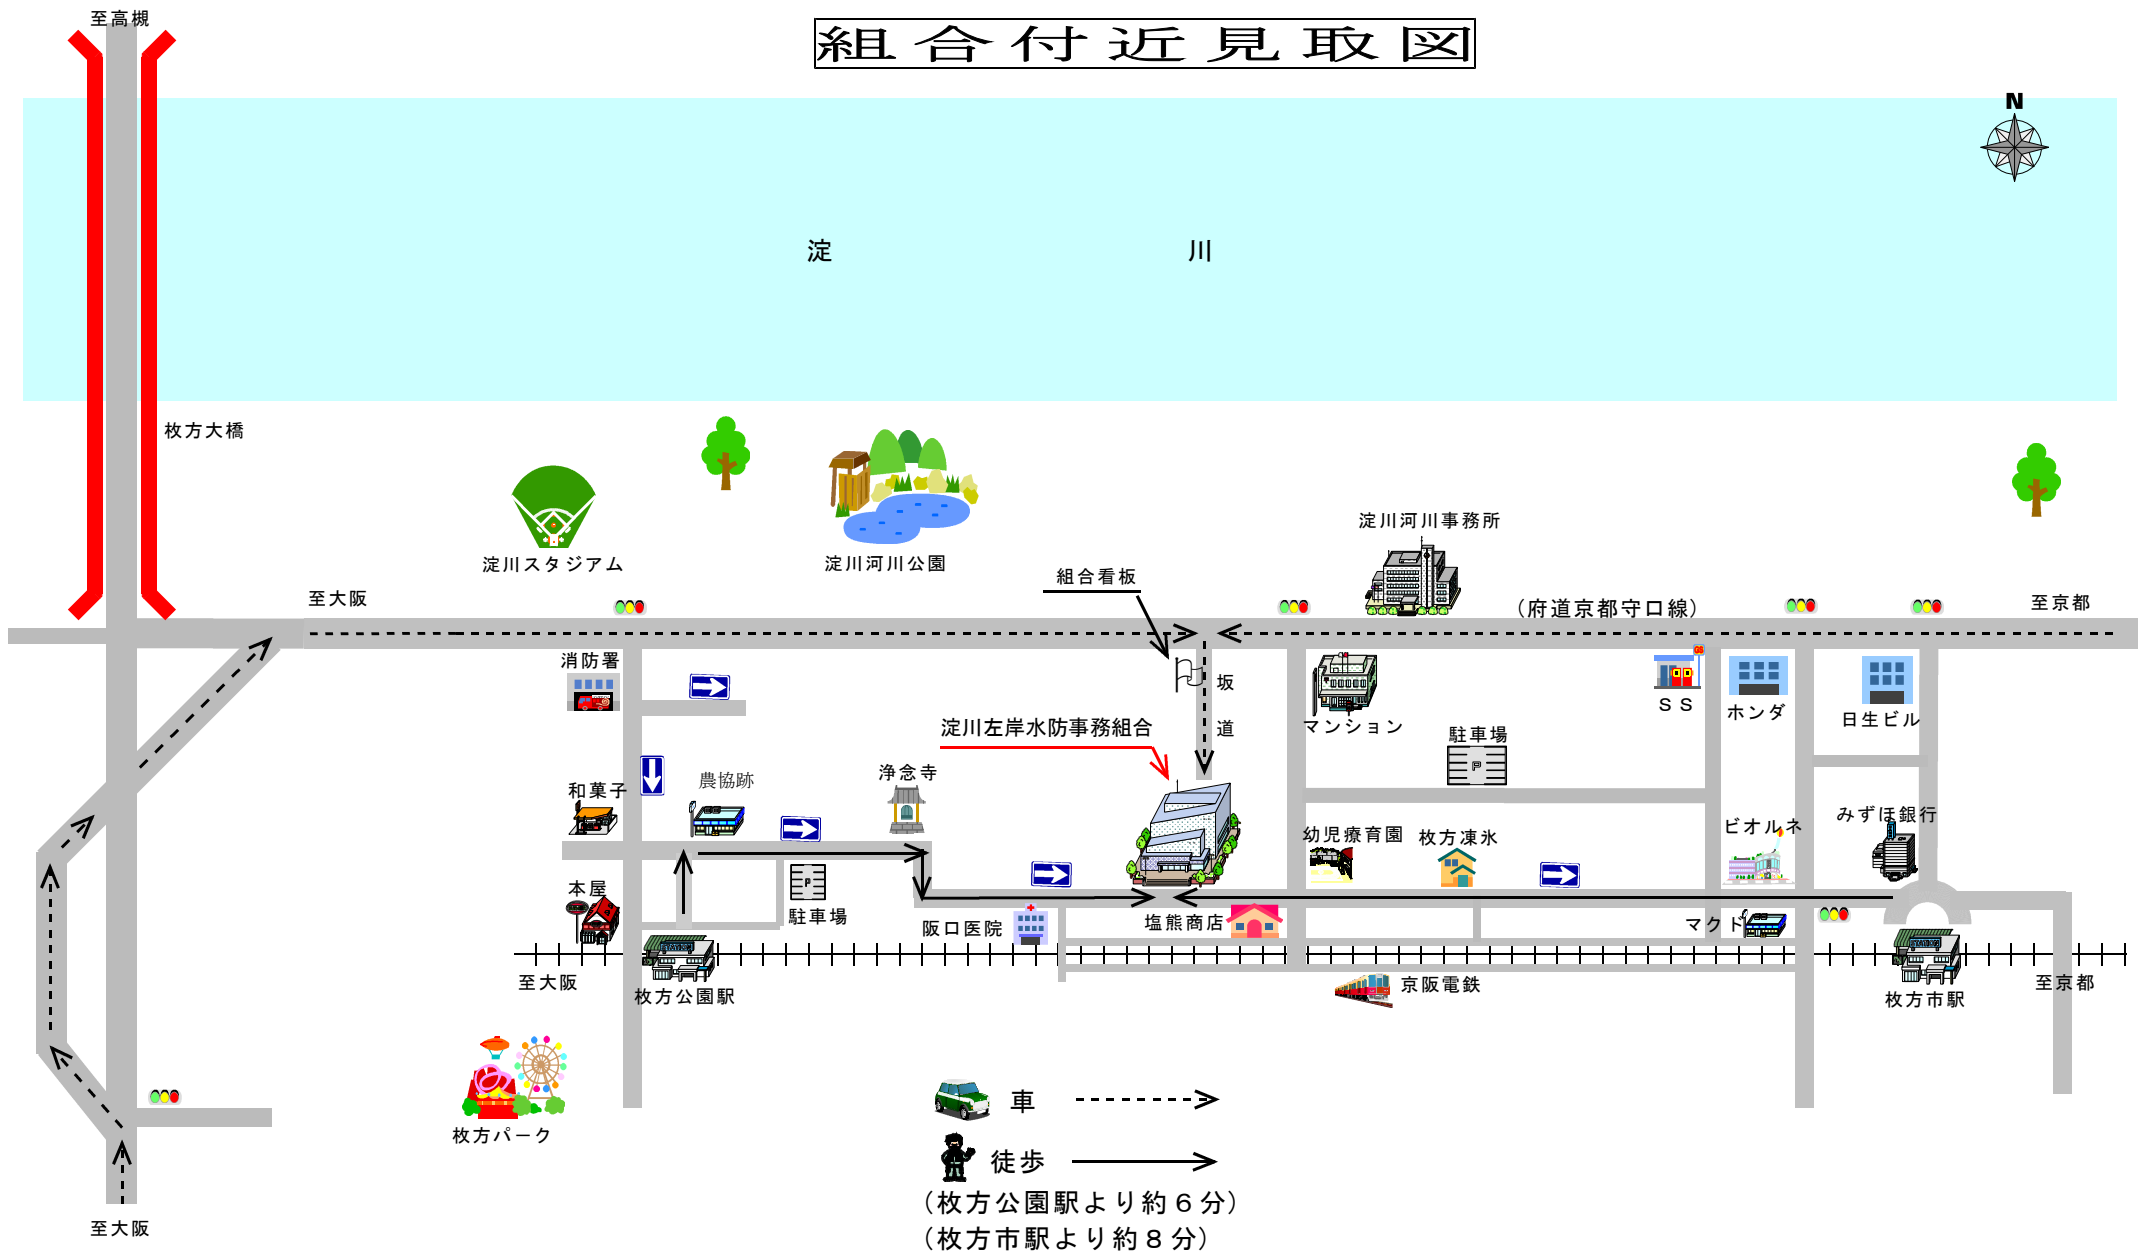 至高槻
組合付近見取図
N
淀川
枚方大橋
淀川スタジアム
淀川河川公園
淀川河川事務所
組合看板
至大阪
(府道京都守口線)
至京都
消防署
坂道
GS
SS
ホンダ
日生ビル
マンション
淀川左岸水防事務組合
駐車場
P
和菓子
農協跡
浄念寺
幼児療育園
枚方凍氷
ビオルネ
みずほ銀行
本屋
P
駐車場
阪口医院
塩熊商店
マクド
至大阪
枚方公園駅
京阪電鉄
枚方市駅
至京都
枚方パーク
車
徒歩
(枚方公園駅より約6分)
(枚方市駅より約8分)
至大阪